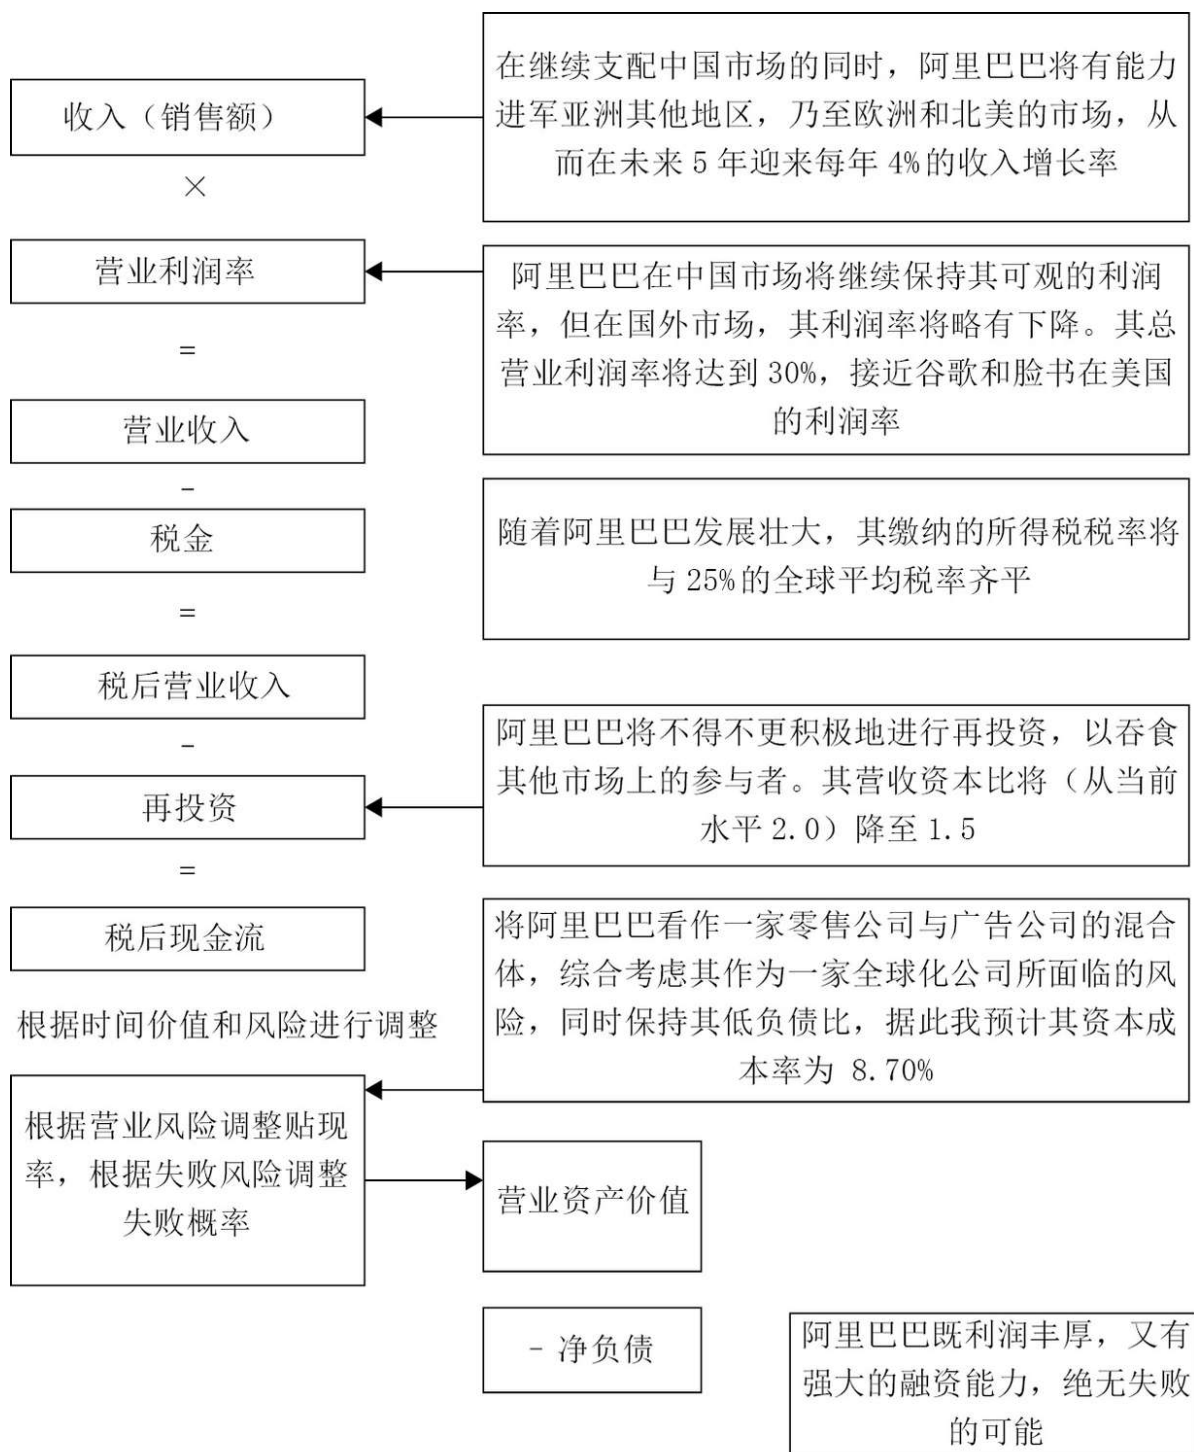 收入（销售额）
×
营业利润率
=
营业收入
-
税金
=
税后营业收入
-
再投资
=
税后现金流
根据时间价值和风险进行调整
根据营业风险调整贴现
率，根据失败风险调整
失败概率
在继续支配中国市场的同时，阿里巴巴将有能力
进军亚洲其他地区，乃至欧洲和北美的市场，从
而在未来 5 年迎来每年 4%的收入增长率
阿里巴巴在中国市场将继续保持其可观的利润
率，但在国外市场，其利润率将略有下降。其总
营业利润率将达到 30%，接近谷歌和脸书在美国
的利润率
随着阿里巴巴发展壮大，其缴纳的所得税税率将
与 25%的全球平均税率齐平
阿里巴巴将不得不更积极地进行再投资，以吞食
其他市场上的参与者。其营收资本比将（从当前
水平 2.0）降至 1.5
将阿里巴巴看作一家零售公司与广告公司的混合
体，综合考虑其作为一家全球化公司所面临的风
险，同时保持其低负债比，据此我预计其资本成
本率为 8.70%
营业资产价值
- 净负债
阿里巴巴既利润丰厚，又有
强大的融资能力，绝无失败
的可能